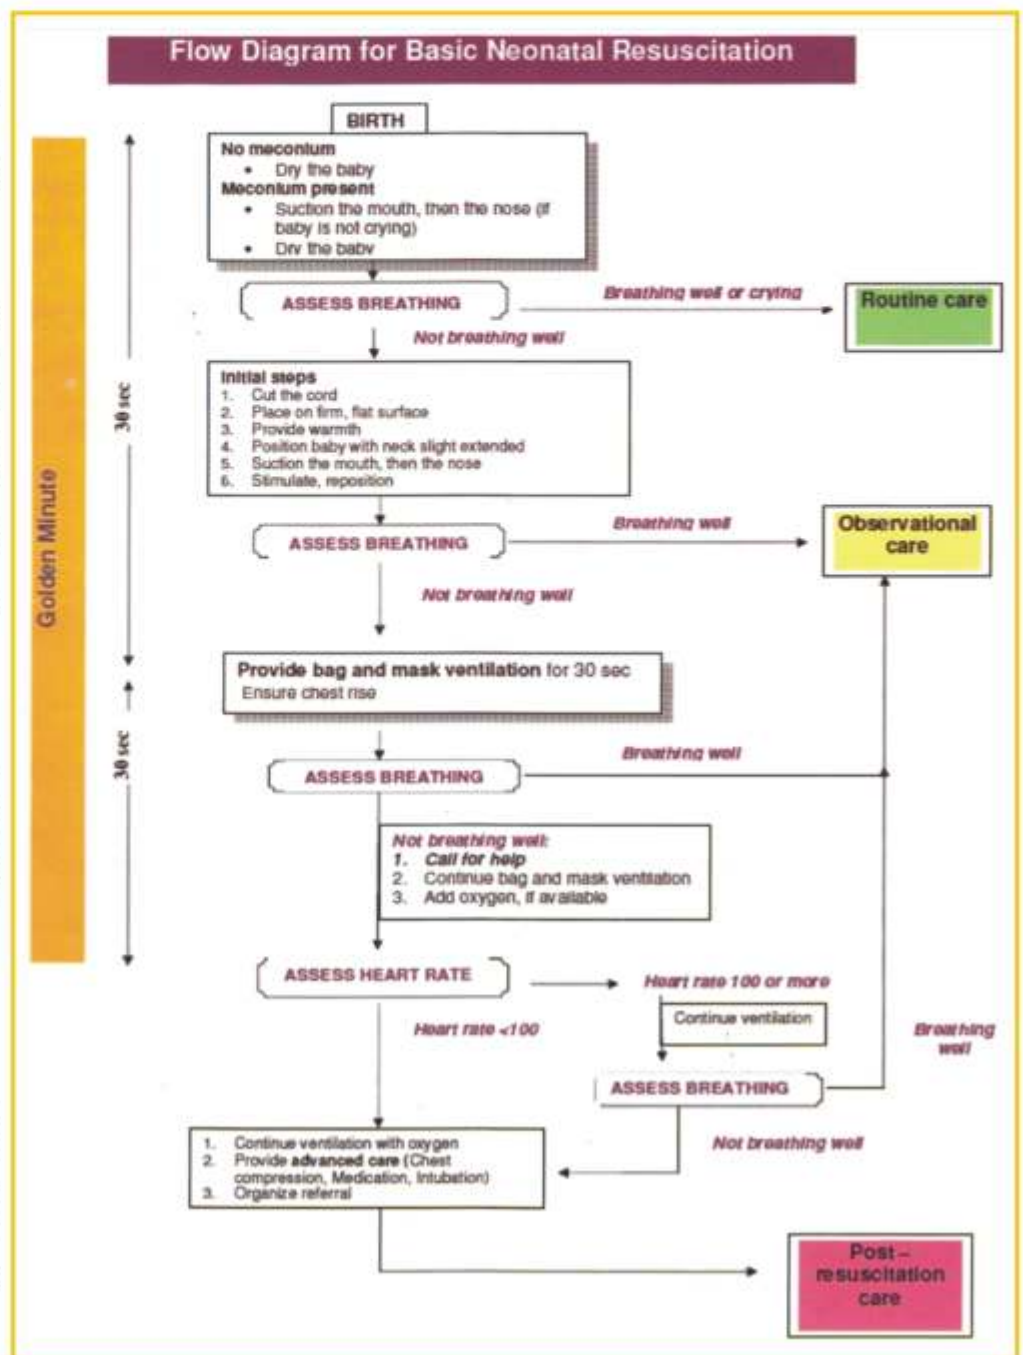 Flow Diagram for Basic Neonatal Resuscitation
BIRTH
No meconium
• Dry the baby
Meconium present
• Suction the mouth, then the nose (if
baby is not crying)
• Dry the baby
ASSESS BREATHING
Breathing well or crying
Routine care
Not breathing well
30 sec
Golden Minute
Initial steps
1. Cut the cord
2. Place on firm, flat surface
3. Provide warmth
4. Position baby with neck slight extended
5. Suction the mouth, then the nose
6. Stimulate, reposition
ASSESS BREATHING
Breathing well
Observational
care
Not breathing well
Provide bag and mask ventilation for 30 sec
Ensure chest rise
30 sec
ASSESS BREATHING
Breathing well
Not breathing well:
1. Call for help
2. Continue bag and mask ventilation
3. Add oxygen, if available
ASSESS HEART RATE
Heart rate 100 or more
Heart rate <100
Continue ventilation
Breathing
well
ASSESS BREATHING
Not breathing well
1. Continue ventilation with oxygen
2. Provide advanced care (Chest
compression, Medication, Intubation)
3. Organize referral
Post –
resuscitation
care